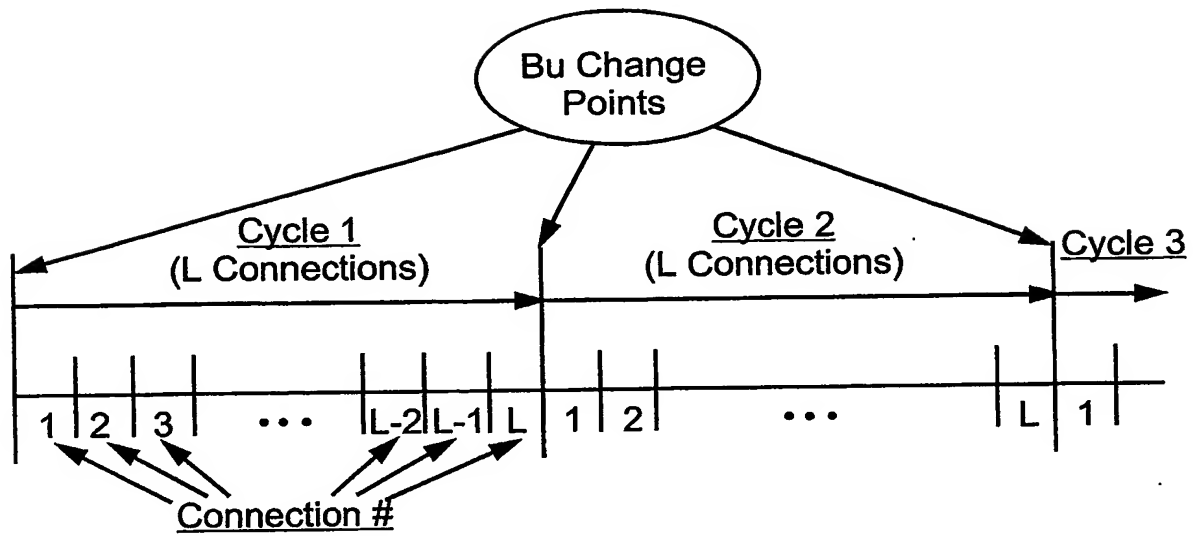 Bu Change
Points
Cycle 1
(L Connections)
Cycle 2
(L Connections)
Cycle 3
1 2 3 ••• L-2 L-1 L 1 2 ••• L 1
Connection #